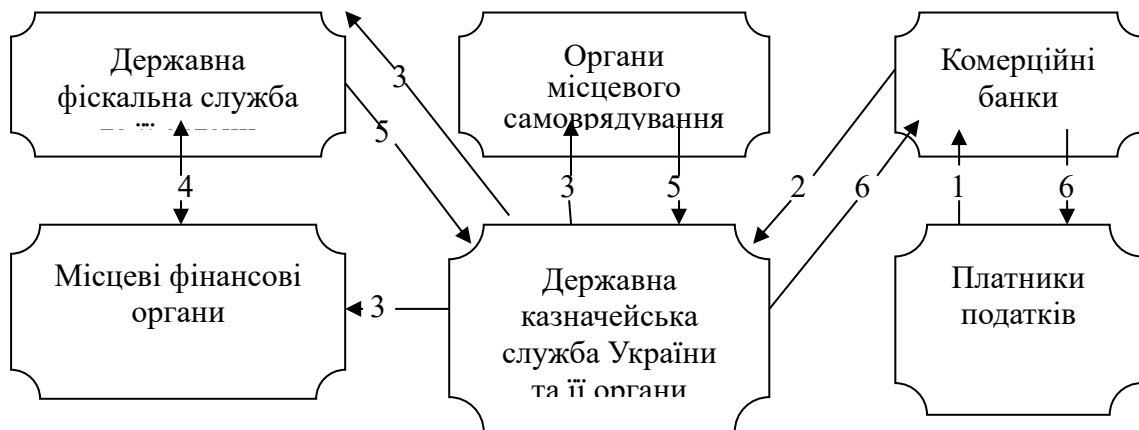 Державна
фіскальна служба
Органи
місцевого
самоврядування
Комерційні
банки
3
5
4
3
5
2
6
1
6
Місцеві фінансові
органи
3
Державна
казначейська
служба України
та її органи
Платники
податків